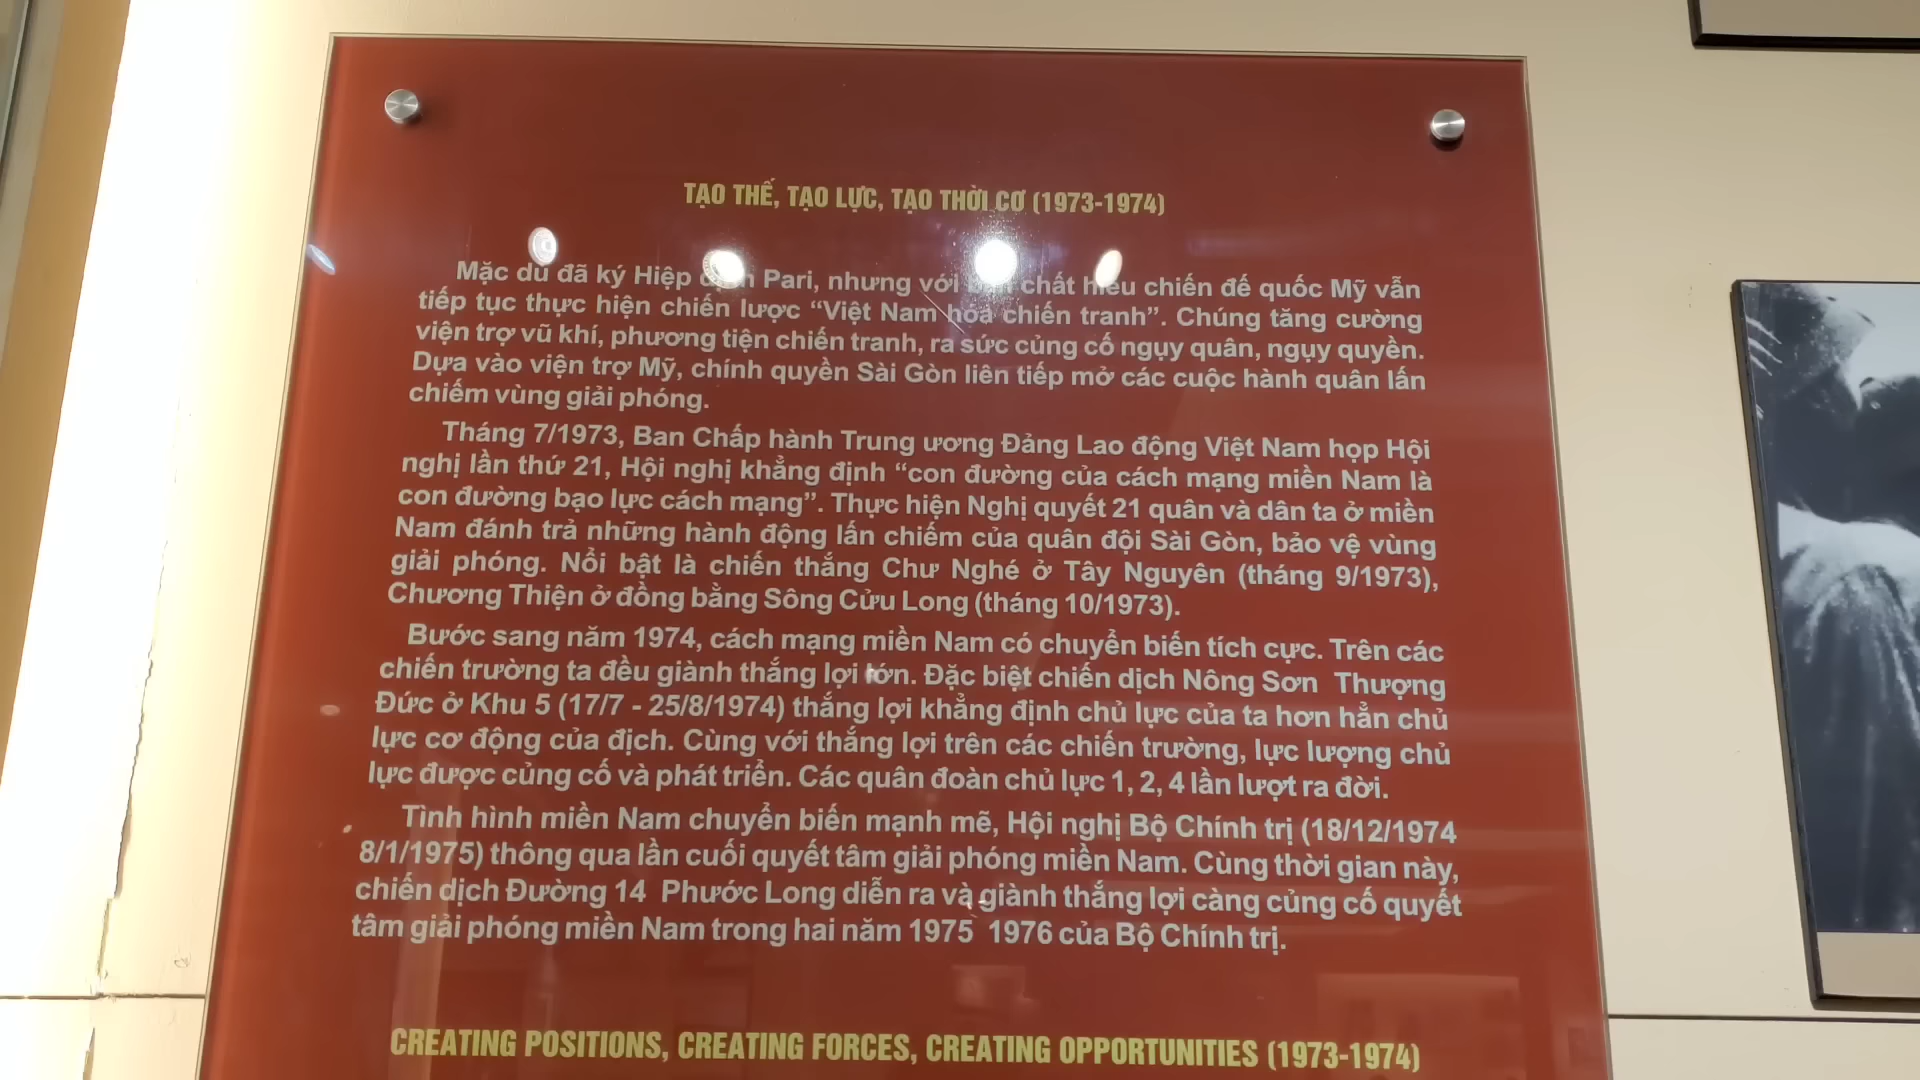 TẠO THẾ, TẠO LỰC, TẠO THỜI CƠ (1973-1974)
Mặc dù đã ký Hiệp Pari, nhưng với chất hiếu chiến đế quốc Mỹ vẫn
tiếp tục thực hiện chiến lược “Việt Nam hóa chiến tranh”. Chúng tăng cường
viện trợ vũ khí, phương tiện chiến tranh, ra sức củng cố ngụy quân, ngụy quyền.
Dựa vào viện trợ Mỹ, chính quyền Sài Gòn liên tiếp mở các cuộc hành quân lấn
chiếm vùng giải phóng.
Tháng 7/1973, Ban Chấp hành Trung ương Đảng Lao động Việt Nam họp Hội
nghị lần thứ 21, Hội nghị khẳng định “con đường của cách mạng miền Nam là
con đường bạo lực cách mạng”. Thực hiện Nghị quyết 21 quân và dân ta ở miền
Nam đánh trả những hành động lấn chiếm của quân đội Sài Gòn, bảo vệ vùng
giải phóng. Nổi bật là chiến thắng Chư Nghé ở Tây Nguyên (tháng 9/1973),
Chương Thiện ở đồng bằng Sông Cửu Long (tháng 10/1973).
Bước sang năm 1974, cách mạng miền Nam có chuyển biến tích cực. Trên các
chiến trường ta đều giành thắng lợi lớn. Đặc biệt chiến dịch Nông Sơn Thượng
Đức ở Khu 5 (17/7 - 25/8/1974) thắng lợi khẳng định chủ lực của ta hơn hẳn chủ
lực cơ động của địch. Cùng với thắng lợi trên các chiến trường, lực lượng chủ
lực được củng cố và phát triển. Các quân đoàn chủ lực 1, 2, 4 lần lượt ra đời.
Tình hình miền Nam chuyển biến mạnh mẽ, Hội nghị Bộ Chính trị (18/12/1974
8/1/1975) thông qua lần cuối quyết tâm giải phóng miền Nam. Cùng thời gian này,
chiến dịch Đường 14 Phước Long diễn ra và giành thắng lợi càng củng cố quyết
tâm giải phóng miền Nam trong hai năm 1975 1976 của Bộ Chính trị.
CREATING POSITIONS, CREATING FORCES, CREATING OPPORTUNITIES (1973-1974)